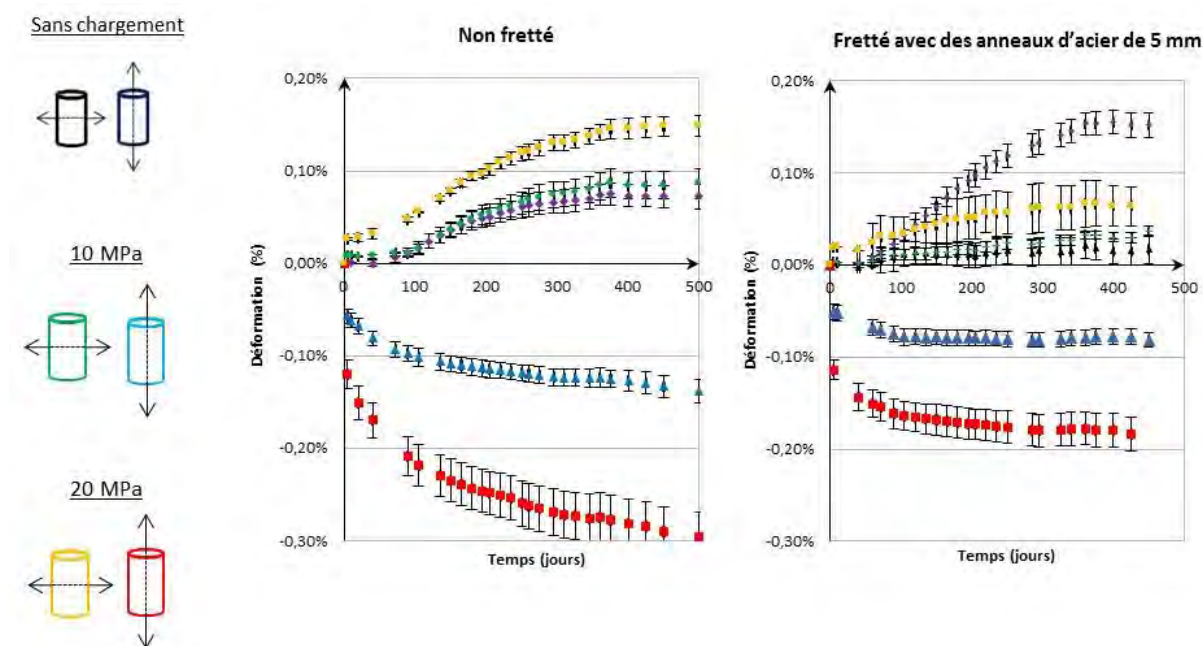 Sans chargement
10 MPa
20 MPa
Non fretté
0,20%
0,10%
0,00%
-0,10%
-0,20%
-0,30%
0
100
200
300
400
500
Déformation (%)
Temps (jours)
Fretté avec des anneaux d'acier de 5 mm
0,20%
0,10%
0,00%
-0,10%
-0,20%
-0,30%
0
100
200
300
400
500
Déformation (%)
Temps (jours)